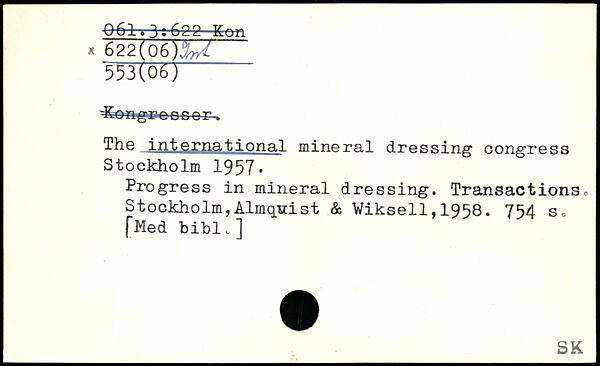 061.3:622 Kon
x 622(06) Int
553(06)
Kongresser.
The international mineral dressing congress
Stockholm 1957.
Progress in mineral dressing. Transactions.
Stockholm,Almquist & Wiksell,1958. 754 s.
[Med bibl.]
SK